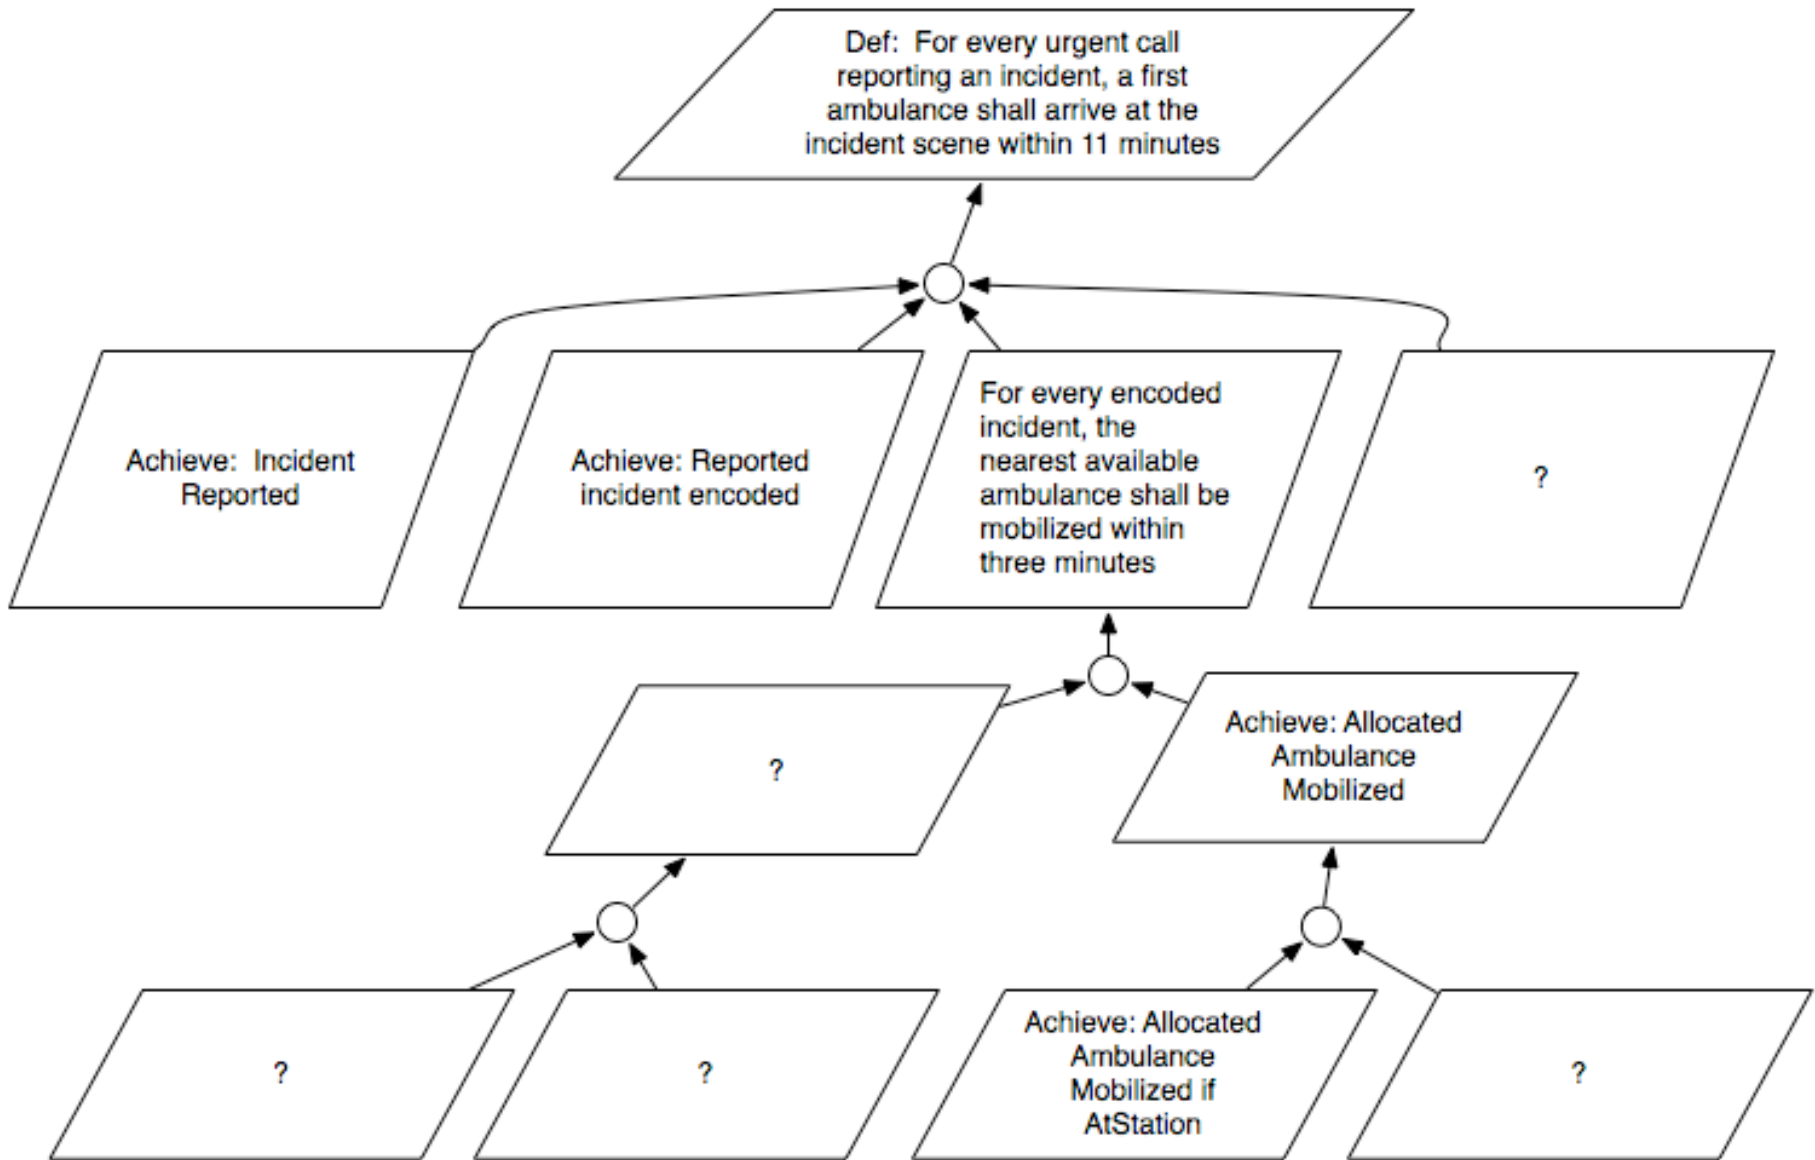 Def: For every urgent call
reporting an incident, a first
ambulance shall arrive at the
incident scene within 11 minutes
Achieve: Incident
Reported
Achieve: Reported
incident encoded
For every encoded
incident, the
nearest available
ambulance shall be
mobilized within
three minutes
?
?
Achieve: Allocated
Ambulance
Mobilized
?
?
Achieve: Allocated
Ambulance
Mobilized if
AtStation
?